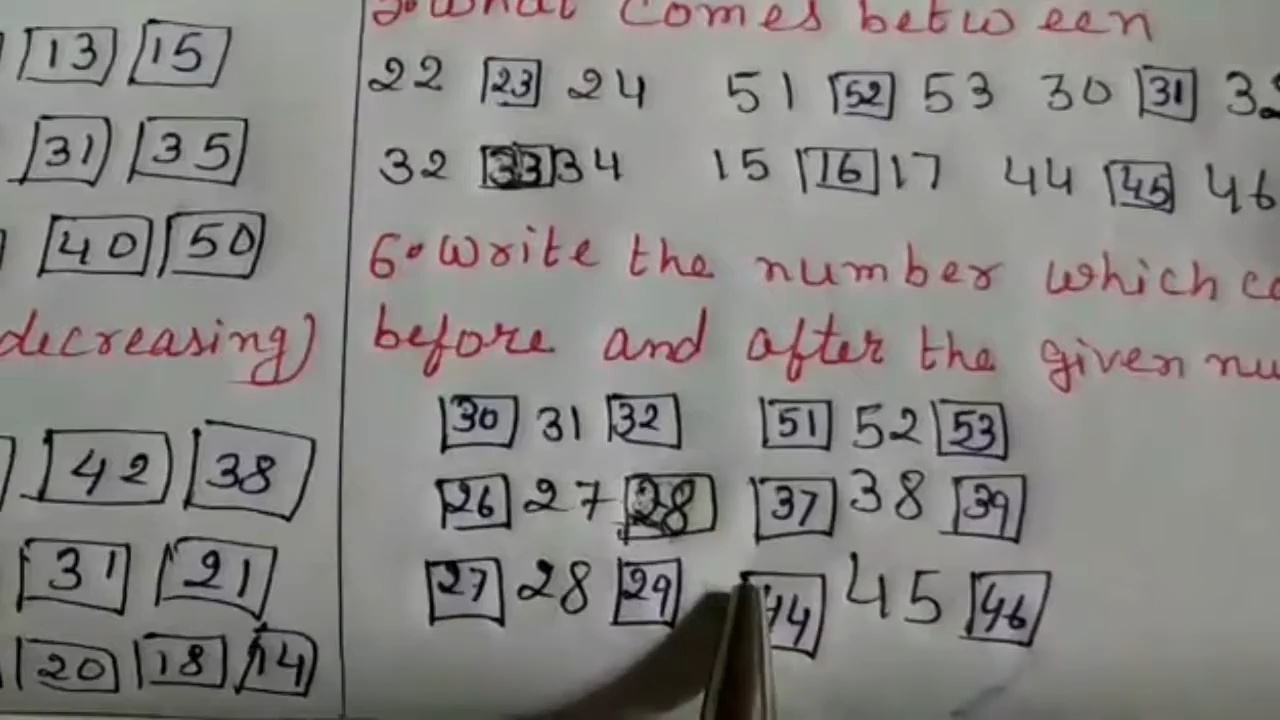 13 15
31 35
40 50
decreasing)
42 38
31 21
20 18 14
What comes between
22 23 24 51 52 53 30 31
32 33 34 15 16 17 44 45 46
6. Write the number which
before and after the given
30 31 32 51 52 53
26 27 28 37 38 39
27 28 29 44 45 46